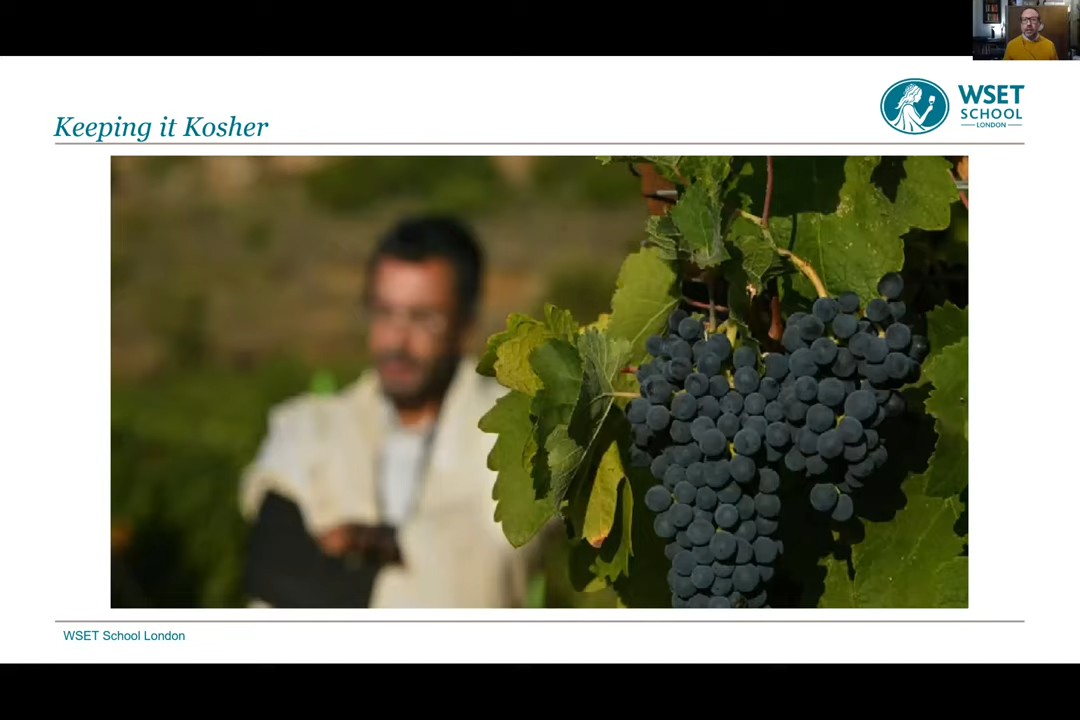 Keeping it Kosher
WSET
SCHOOL
LONDON
WSET School London